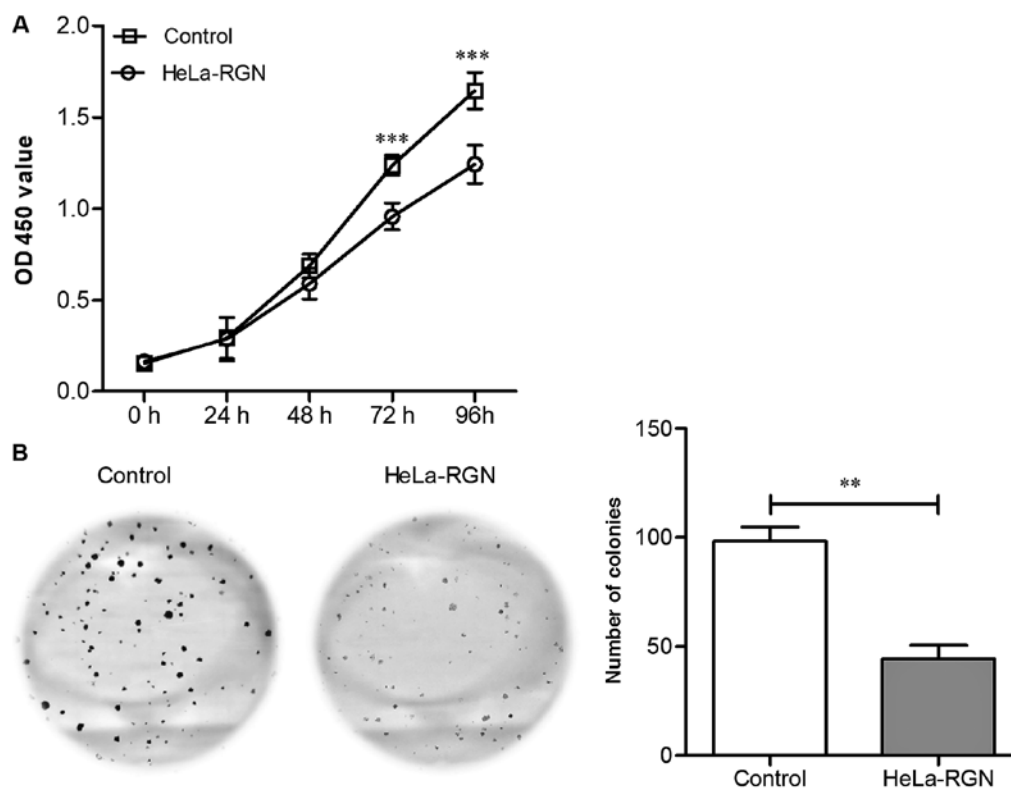 A
2.0
Control
HeLa-RGN
***
***
1.5
1.0
0.5
0.0
OD 450 value
0 h 24 h 48 h 72 h 96h
B
Control HeLa-RGN
150
**
100
50
0
Number of colonies
Control HeLa-RGN